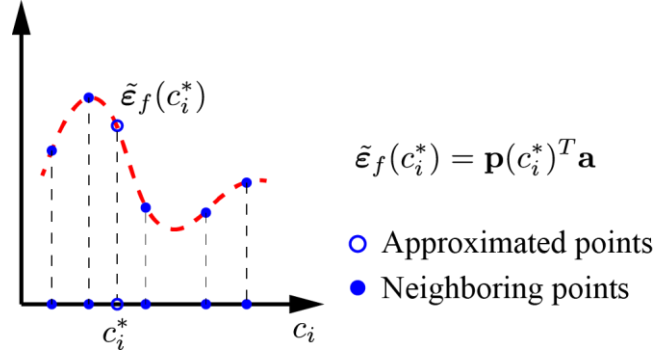 ε̃_f(c_i^*)
ε̃_f(c_i^*) = p(c_i^*)^T a
Approximated points
Neighboring points
c_i^*
c_i